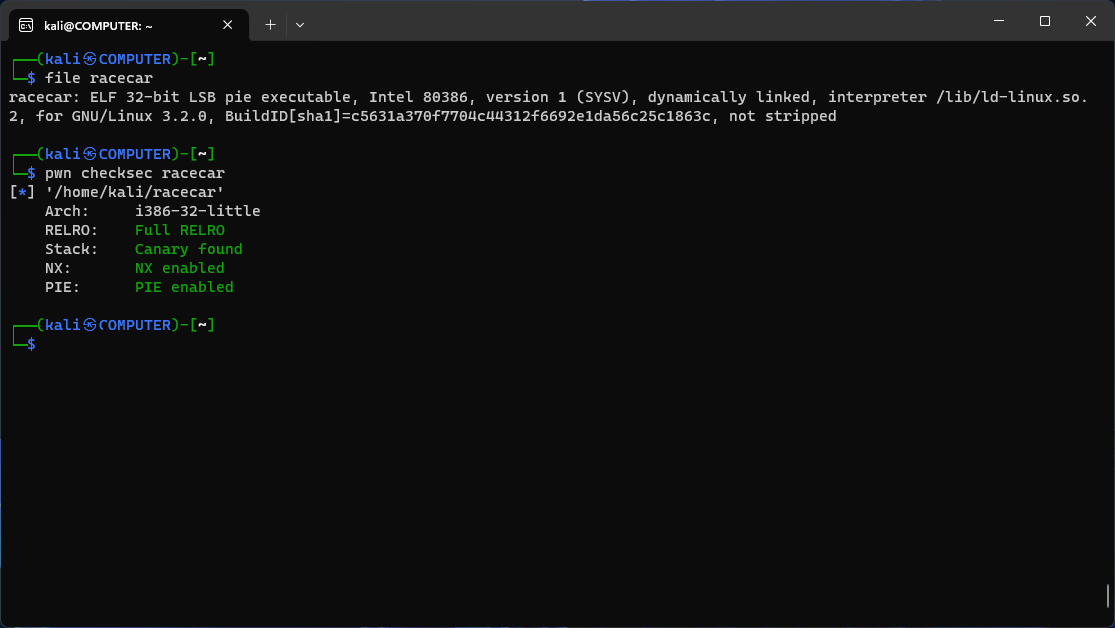 kali@COMPUTER: ~
┌──(kali㉿COMPUTER)-[~]
└─$ file racecar
racecar: ELF 32-bit LSB pie executable, Intel 80386, version 1 (SYSV), dynamically linked, interpreter /lib/ld-linux.so.
2, for GNU/Linux 3.2.0, BuildID[sha1]=c5631a370f7704c44312f6692e1da56c25c1863c, not stripped
┌──(kali㉿COMPUTER)-[~]
└─$ pwn checksec racecar
[*] '/home/kali/racecar'
    Arch:     i386-32-little
    RELRO:    Full RELRO
    Stack:    Canary found
    NX:       NX enabled
    PIE:      PIE enabled
┌──(kali㉿COMPUTER)-[~]
└─$